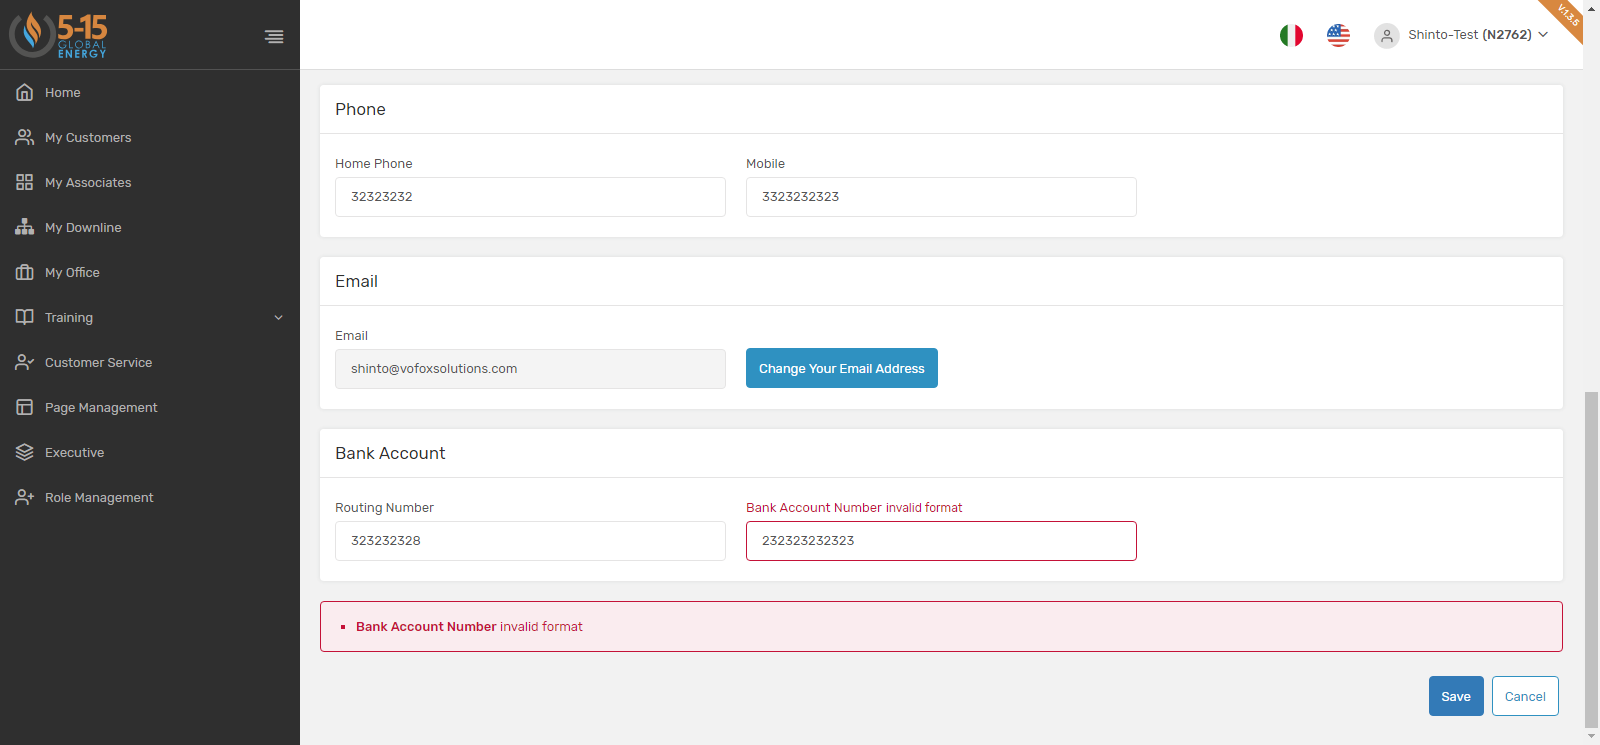 5-15
GLOBAL
ENERGY
Home
My Customers
My Associates
My Downline
My Office
Training
Customer Service
Page Management
Executive
Role Management
Shinto-Test (N2762)
V.1.3.5
Phone
Home Phone
Mobile
32323232
3323232323
Email
Email
shinto@vofoxsolutions.com
Change Your Email Address
Bank Account
Routing Number
Bank Account Number invalid format
323232328
232323232323
Bank Account Number invalid format
Save
Cancel